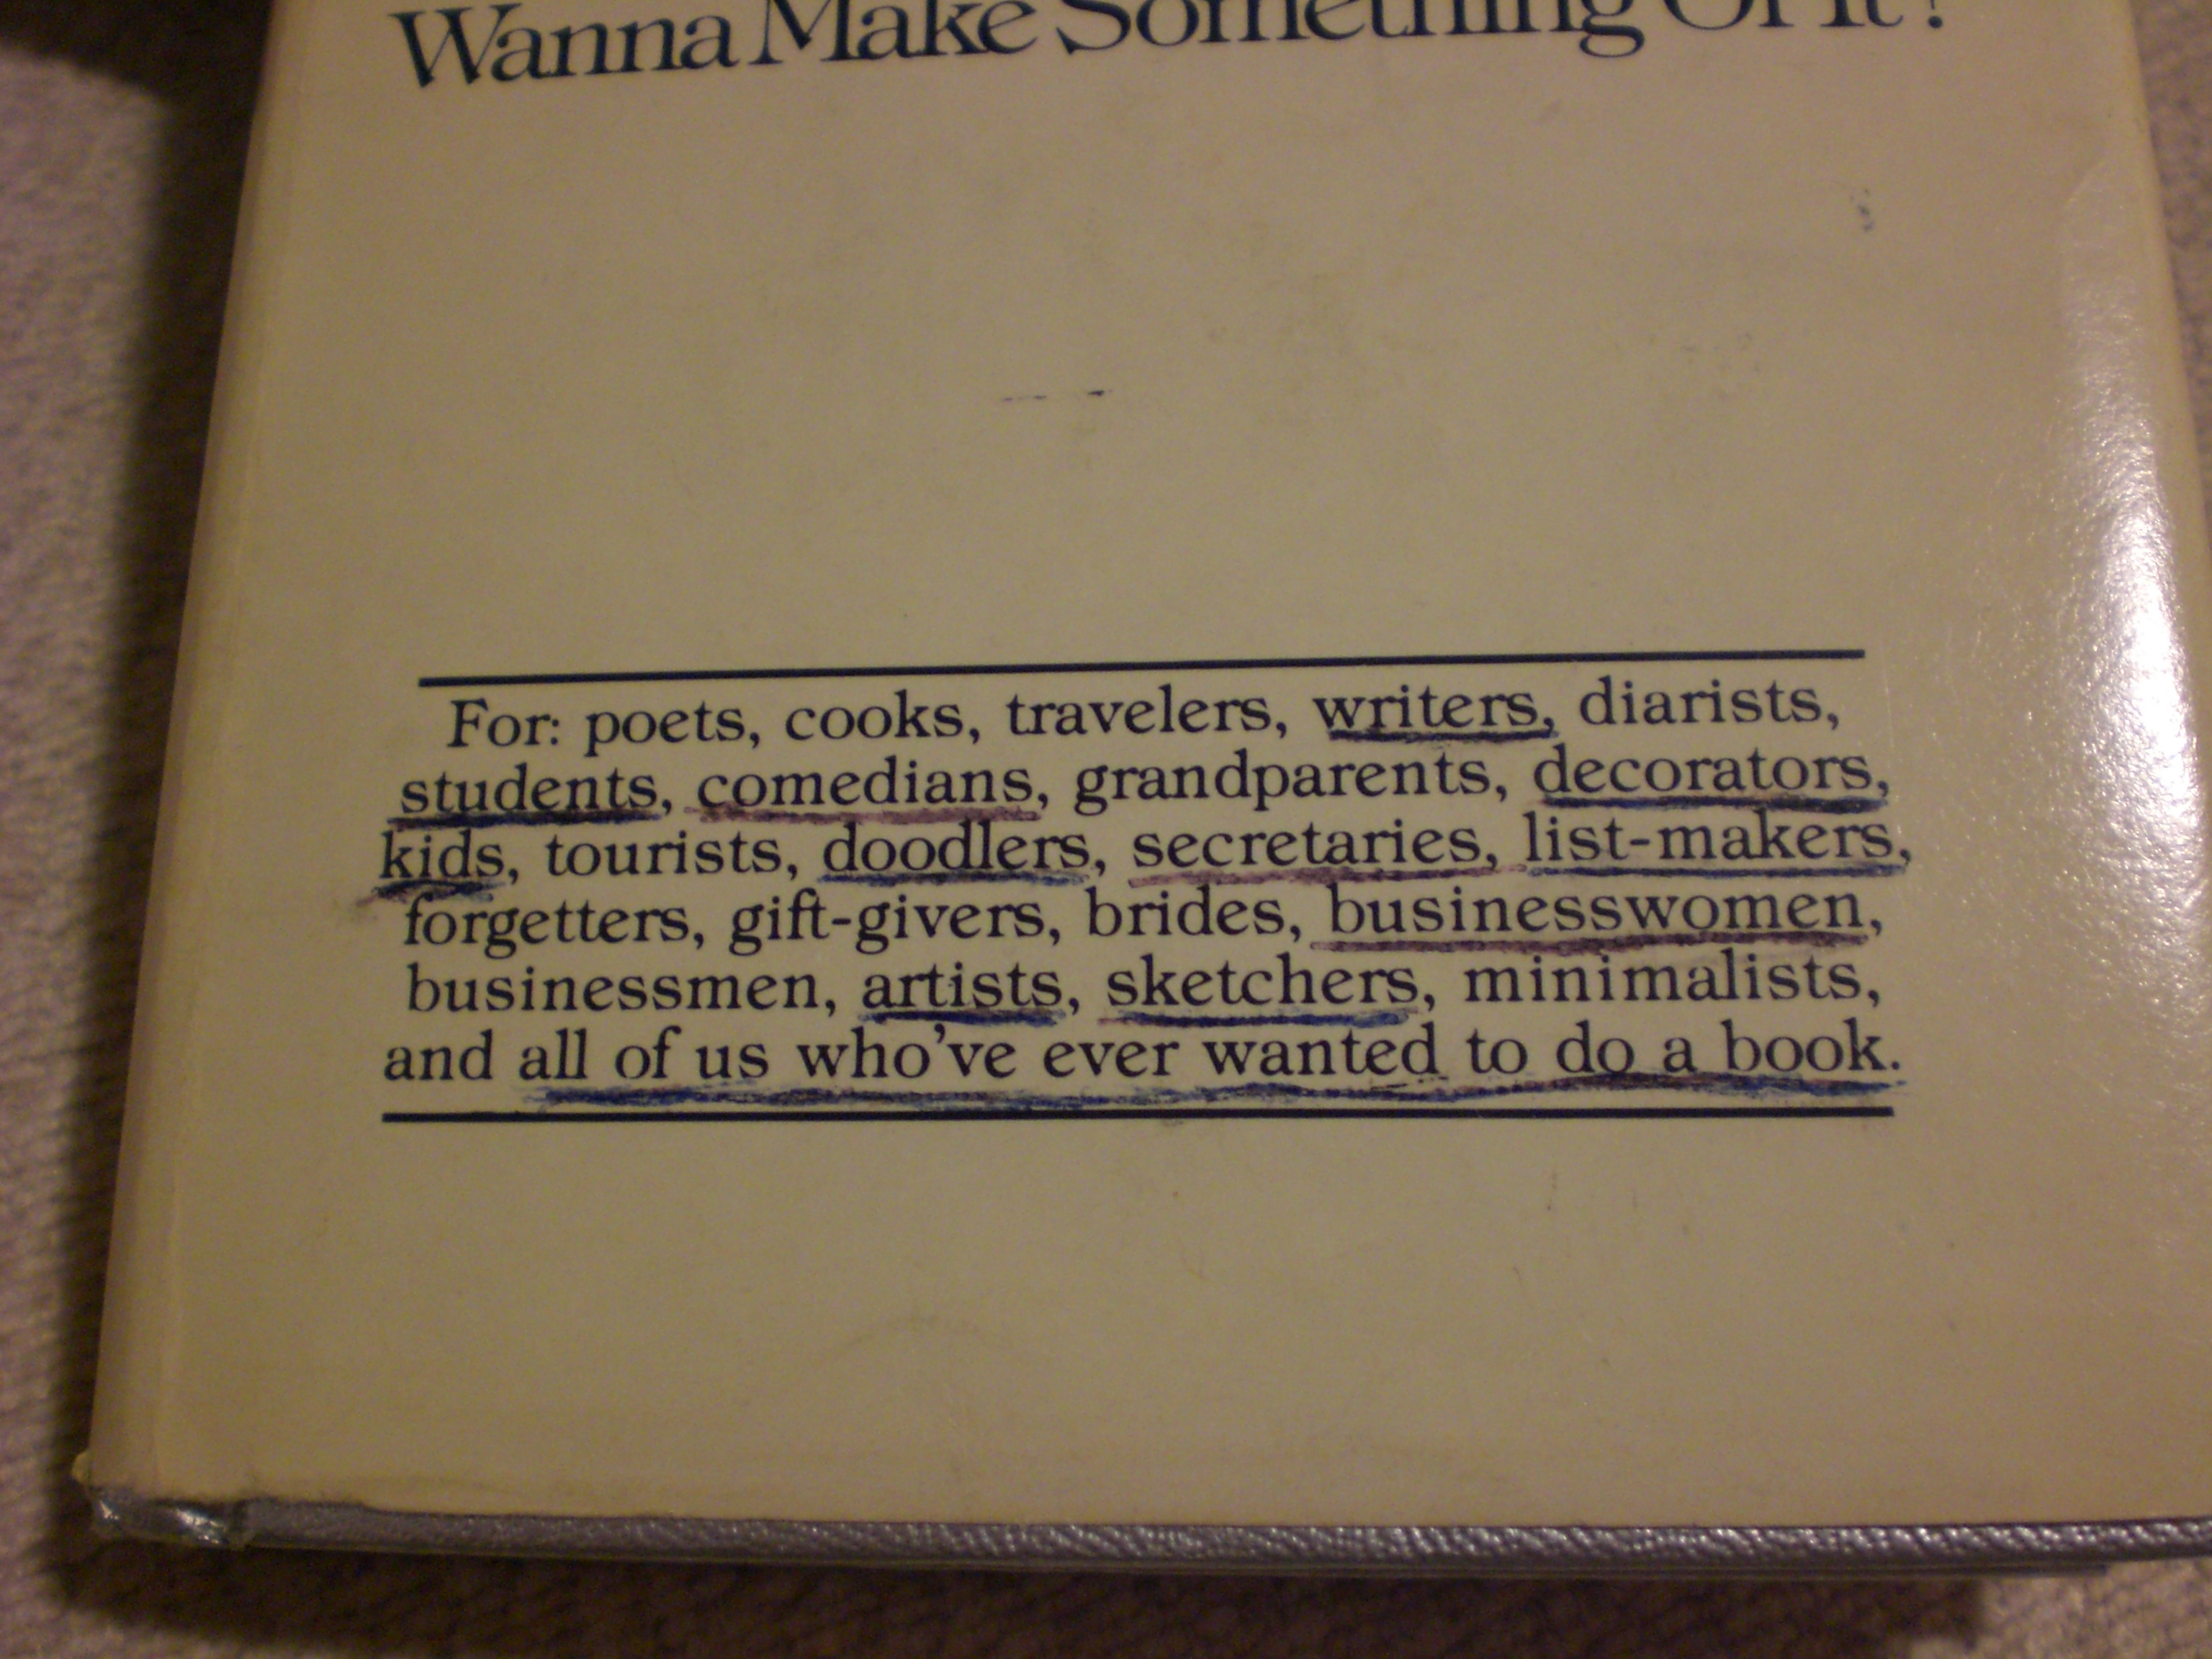 Wanna Make Something Of It?
For: poets, cooks, travelers, writers, diarists,
students, comedians, grandparents, decorators,
kids, tourists, doodlers, secretaries, list-makers,
forgetters, gift-givers, brides, businesswomen,
businessmen, artists, sketchers, minimalists,
and all of us who've ever wanted to do a book.